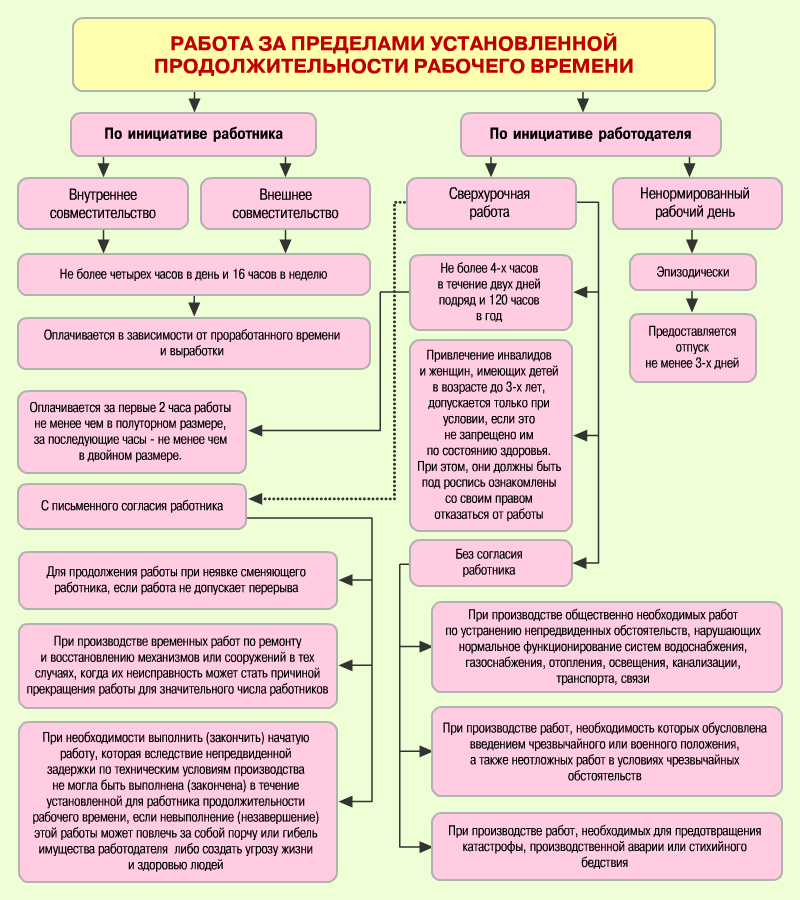 РАБОТА ЗА ПРЕДЕЛАМИ УСТАНОВЛЕННОЙ
ПРОДОЛЖИТЕЛЬНОСТИ РАБОЧЕГО ВРЕМЕНИ
По инициативе работника
По инициативе работодателя
Внутреннее
совместительство
Внешнее
совместительство
Сверхурочная
работа
Ненормированный
рабочий день
Не более четырех часов в день и 16 часов в неделю
Не более 4-х часов
в течение двух дней
подряд и 120 часов
в год
Эпизодически
Оплачивается в зависимости от проработанного времени
и выработки
Предоставляется
отпуск
не менее 3-х дней
Привлечение инвалидов
и женщин, имеющих детей
в возрасте до 3-х лет,
допускается только при
условии, если это
не запрещено им
по состоянию здоровья.
При этом, они должны быть
под роспись ознакомлены
со своим правом
отказаться от работы
Оплачивается за первые 2 часа работы
не менее чем в полуторном размере,
за последующие часы - не менее чем
в двойном размере.
С письменного согласия работника
Без согласия
работника
Для продолжения работы при неявке сменяющего
работника, если работа не допускает перерыва
При производстве временных работ по ремонту
и восстановлению механизмов или сооружений в тех
случаях, когда их неисправность может стать причиной
прекращения работы для значительного числа работников
При необходимости выполнить (закончить) начатую
работу, которая вследствие непредвиденной
задержки по техническим условиям производства
не могла быть выполнена (закончена) в течение
установленной для работника продолжительности
рабочего времени, если невыполнение (незавершение)
этой работы может повлечь за собой порчу или гибель
имущества работодателя либо создать угрозу жизни
и здоровью людей
При производстве общественно необходимых работ
по устранению непредвиденных обстоятельств, нарушающих
нормальное функционирование систем водоснабжения,
газоснабжения, отопления, освещения, канализации,
транспорта, связи
При производстве работ, необходимость которых обусловлена
введением чрезвычайного или военного положения,
а также неотложных работ в условиях чрезвычайных
обстоятельств
При производстве работ, необходимых для предотвращения
катастрофы, производственной аварии или стихийного
бедствия